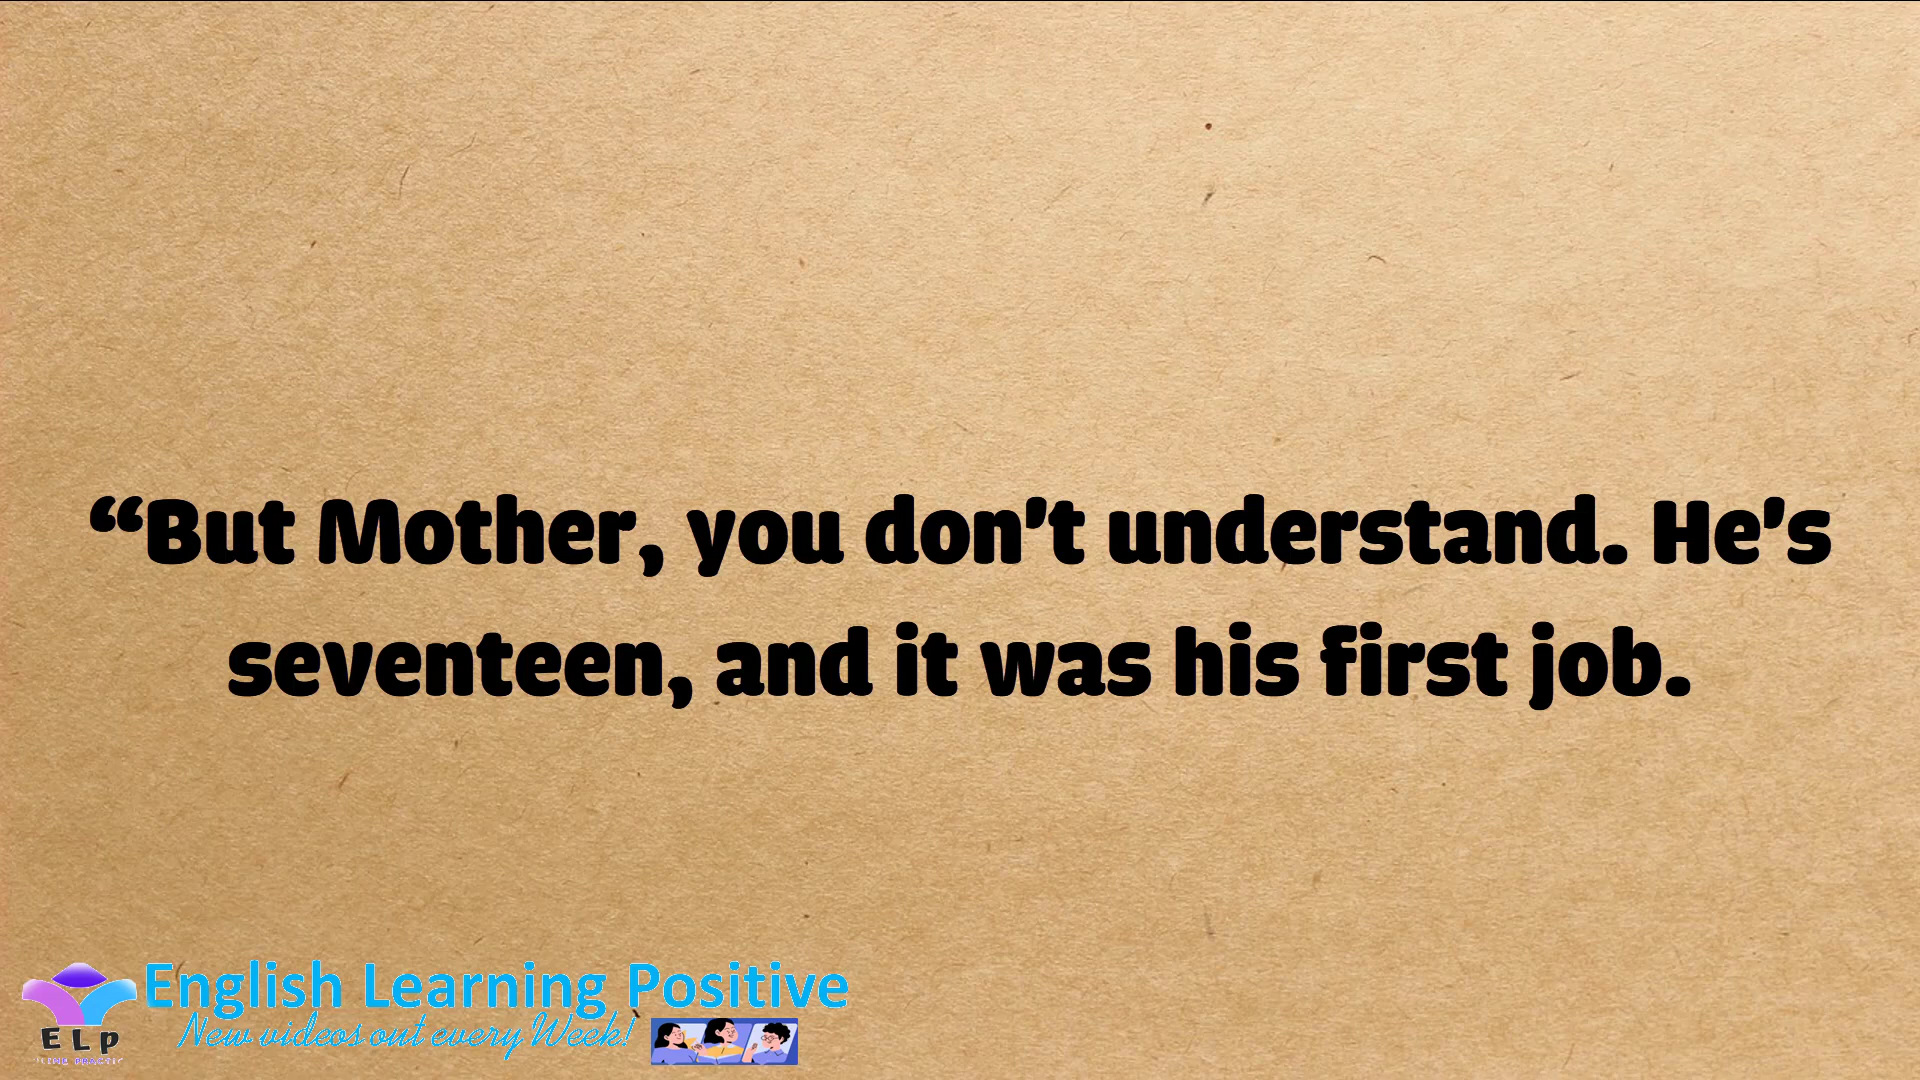 “But Mother, you don't understand. He's
seventeen, and it was his first job.
English Learning Positive
New videos out every Week!
ELP